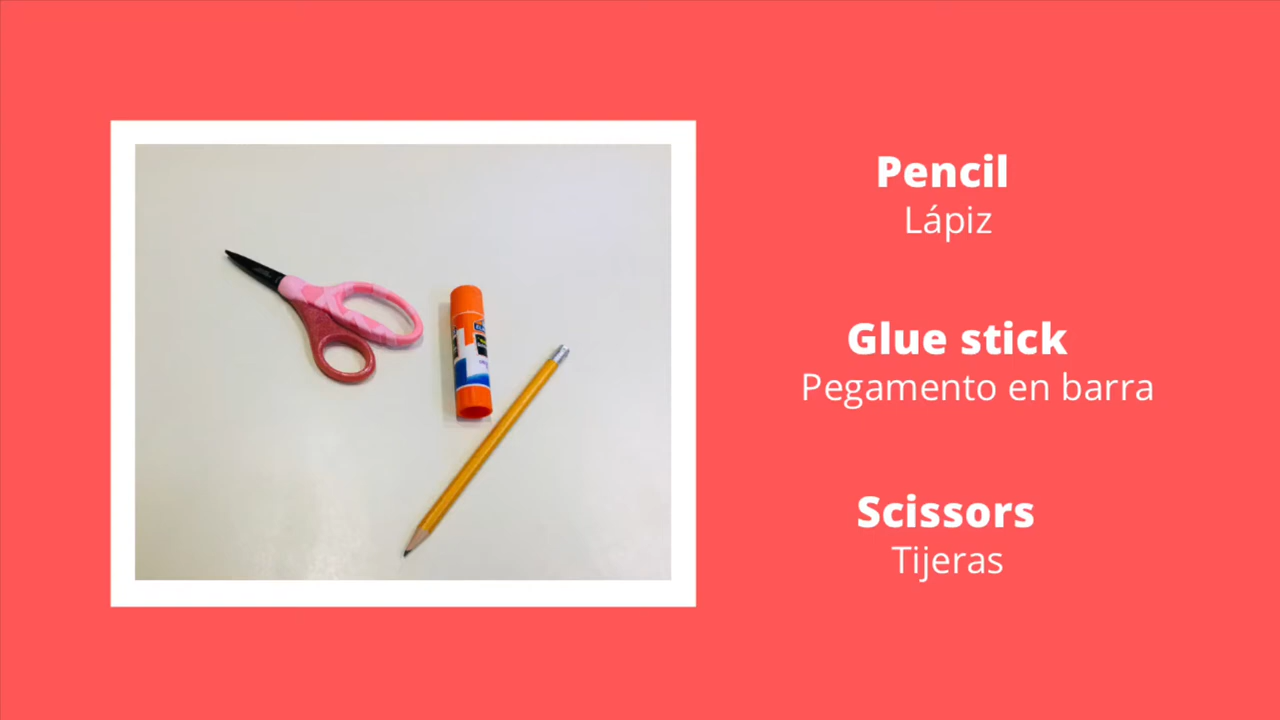 Pencil
Lápiz
Glue stick
Pegamento en barra
Scissors
Tijeras